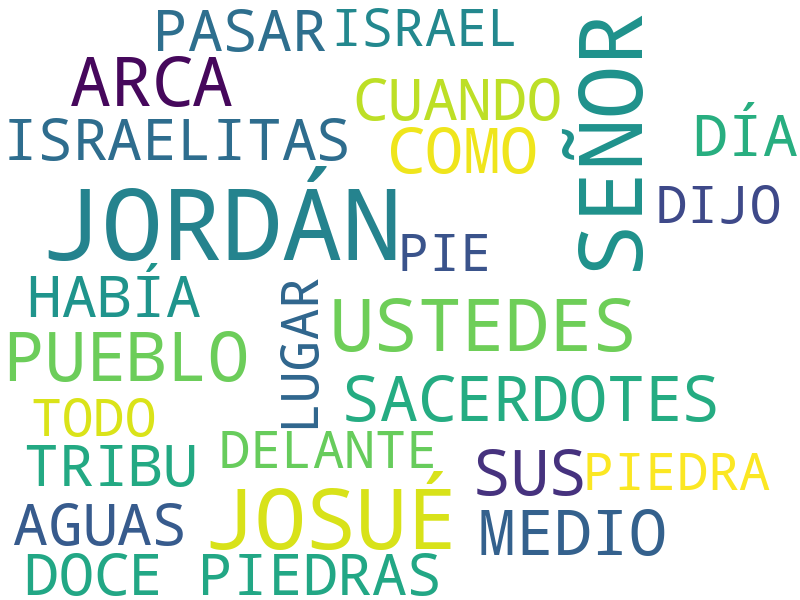 PASAR ISRAEL
ARCA
CUANDO
SEÑOR
ISRAELITAS
COMO
DÍA
JORDÁN
DIJO
PIE
HABÍA
LUGAR
USTEDES
PUEBLO
SACERDOTES
TODO
TRIBU
DELANTE
SUS
PIEDRA
AGUAS
JOSUÉ
MEDIO
DOCE PIEDRAS